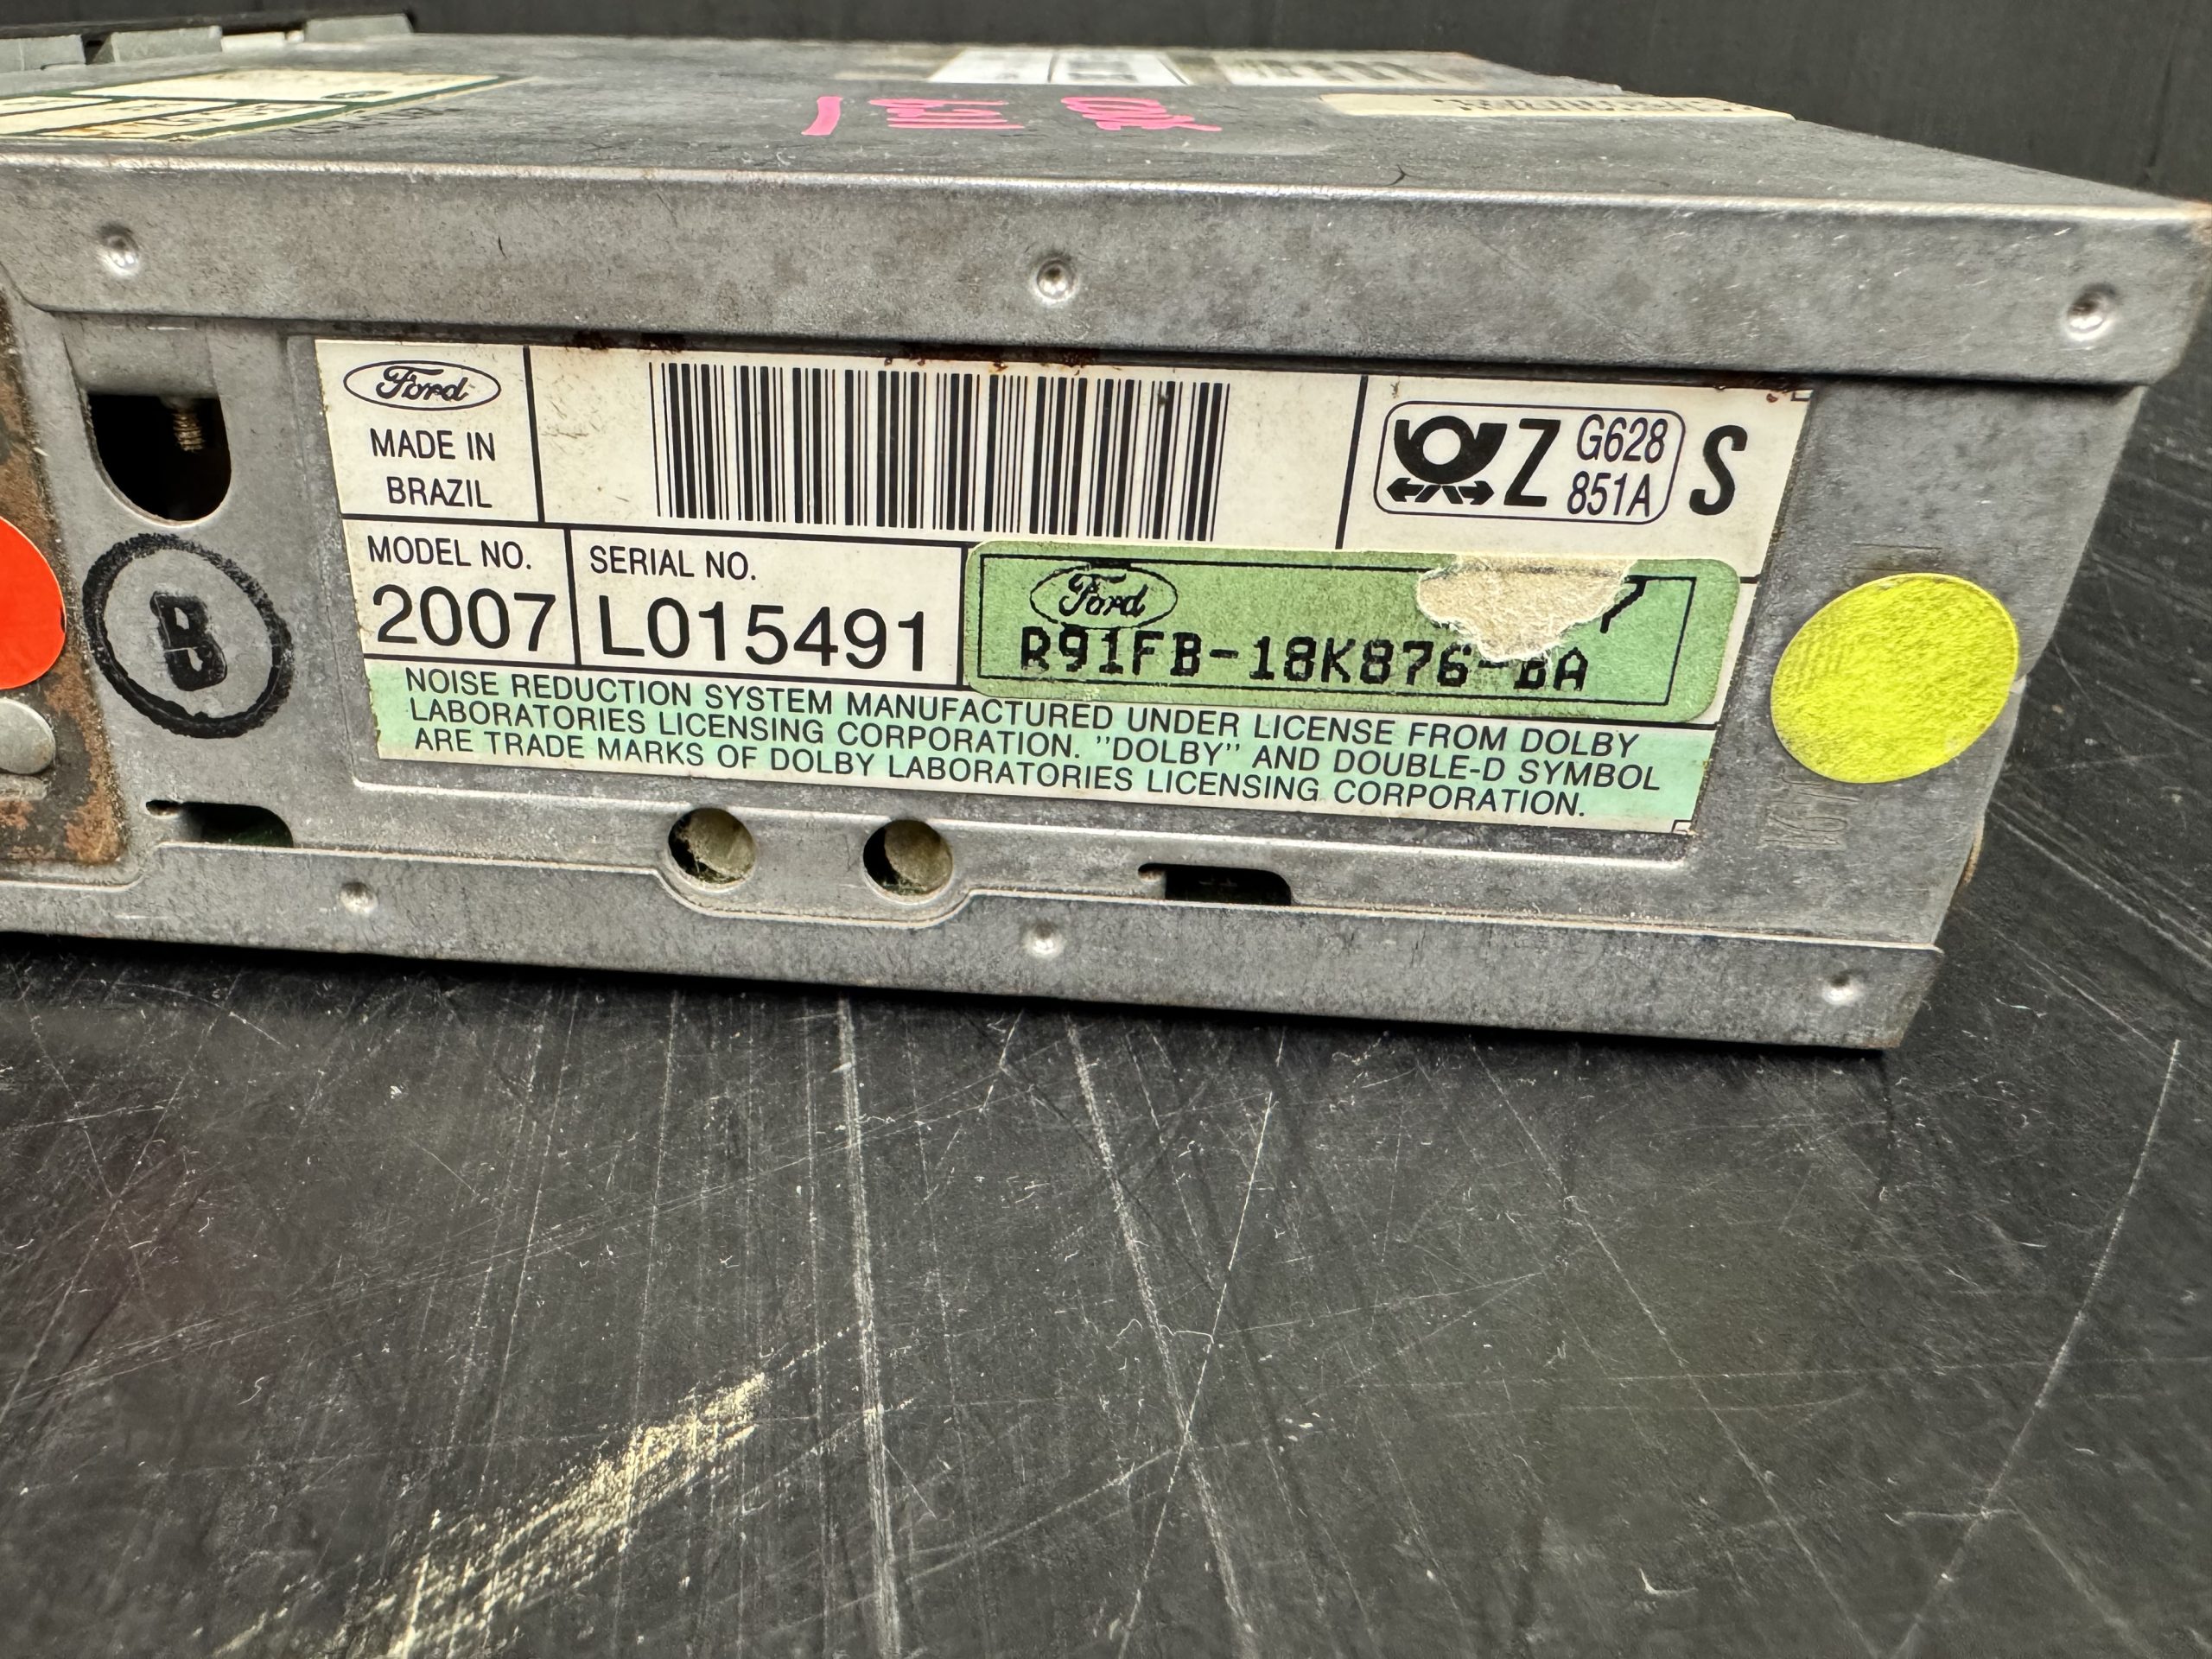 Ford
MADE IN
BRAZIL
Z G628
851A S
MODEL NO.
2007
SERIAL NO.
L015491
Ford 7
R91FB-18K876-BA
NOISE REDUCTION SYSTEM MANUFACTURED UNDER LICENSE FROM DOLBY
LABORATORIES LICENSING CORPORATION. "DOLBY" AND DOUBLE-D SYMBOL
ARE TRADE MARKS OF DOLBY LABORATORIES LICENSING CORPORATION.
B